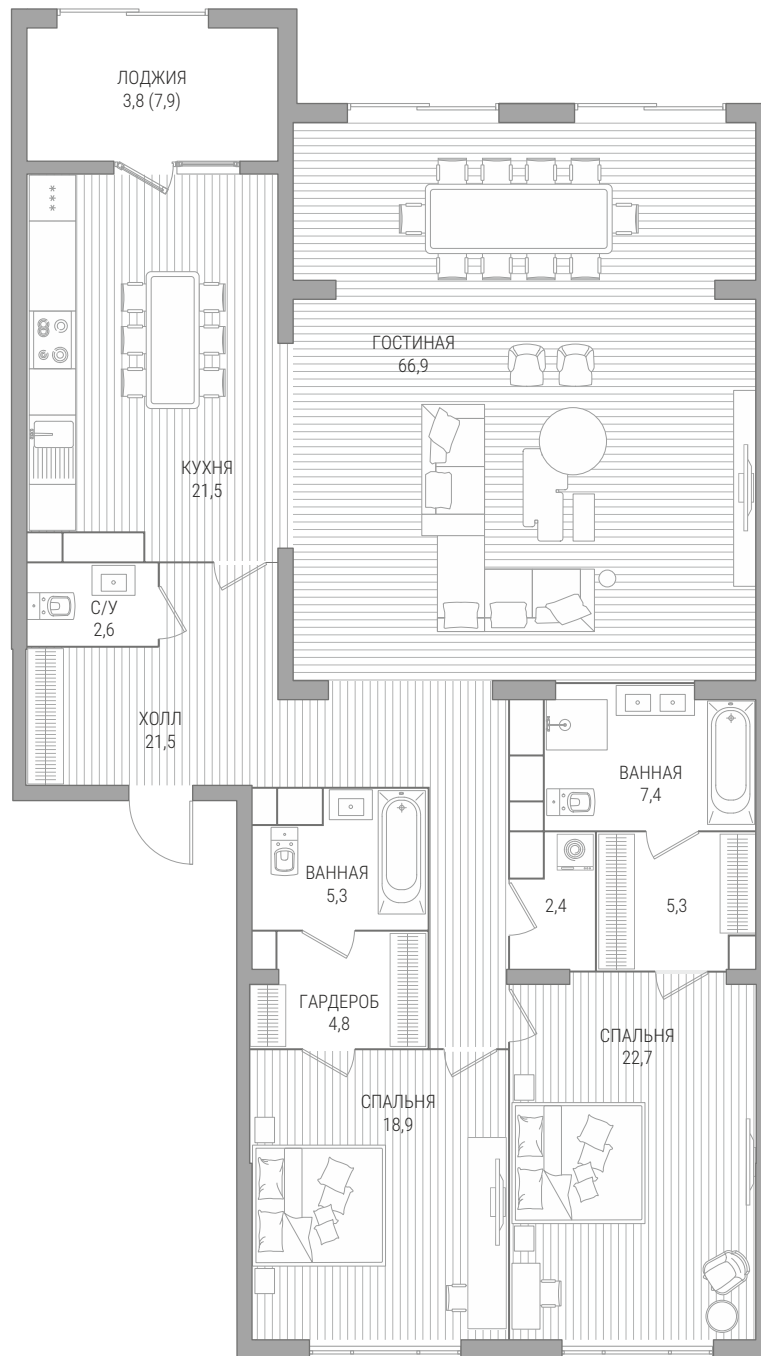 ЛОДЖИЯ
3,8 (7,9)
ГОСТИНАЯ
66,9
КУХНЯ
21,5
С/У
2,6
ХОЛЛ
21,5
ВАННАЯ
7,4
ВАННАЯ
5,3
2,4
5,3
ГАРДЕРОБ
4,8
СПАЛЬНЯ
22,7
СПАЛЬНЯ
18,9